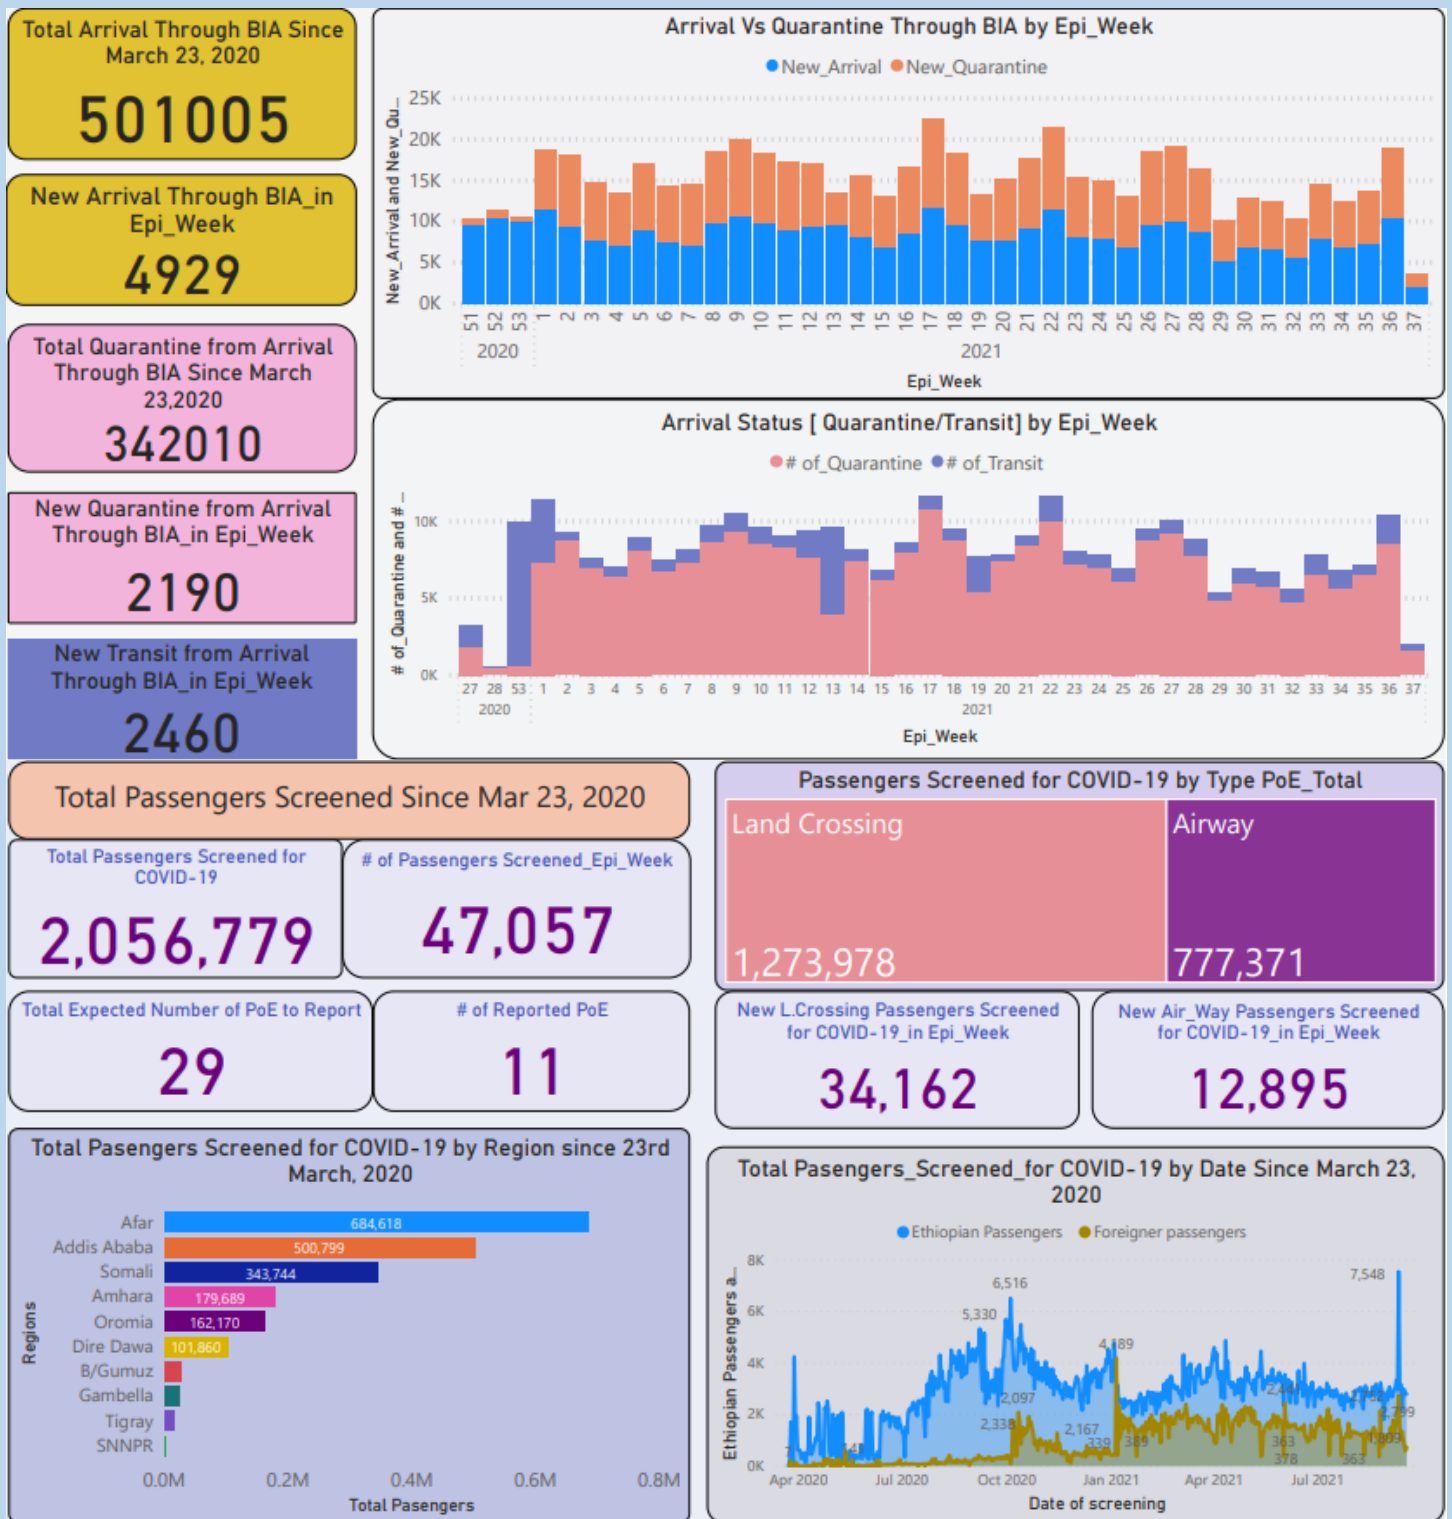 Total Arrival Through BIA Since
March 23, 2020
501005
New Arrival Through BIA_in
Epi_Week
4929
Total Quarantine from Arrival
Through BIA Since March
23,2020
342010
New Quarantine from Arrival
Through BIA_in Epi_Week
2190
New Transit from Arrival
Through BIA_in Epi_Week
2460
Arrival Vs Quarantine Through BIA by Epi_Week
New_Arrival New_Quarantine
New_Arrival and New_Qu...
25K
20K
15K
10K
5K
0K
51 52 53 1 2 3 4 5 6 7 8 9 10 11 12 13 14 15 16 17 18 19 20 21 22 23 24 25 26 27 28 29 30 31 32 33 34 35 36 37
2020 2021
Epi_Week
Arrival Status [ Quarantine/Transit] by Epi_Week
# of_Quarantine # of_Transit
# of_Quarantine and # ...
10K
5K
0K
27 28 53 1 2 3 4 5 6 7 8 9 10 11 12 13 14 15 16 17 18 19 20 21 22 23 24 25 26 27 28 29 30 31 32 33 34 35 36 37
2020 2021
Epi_Week
Total Passengers Screened Since Mar 23, 2020
Total Passengers Screened for
COVID-19
2,056,779
# of Passengers Screened_Epi_Week
47,057
Total Expected Number of PoE to Report
29
# of Reported PoE
11
Passengers Screened for COVID-19 by Type PoE_Total
Land Crossing
1,273,978
Airway
777,371
New L.Crossing Passengers Screened
for COVID-19_in Epi_Week
34,162
New Air_Way Passengers Screened
for COVID-19_in Epi_Week
12,895
Total Pasengers Screened for COVID-19 by Region since 23rd
March, 2020
Regions
Afar 684,618
Addis Ababa 500,799
Somali 343,744
Amhara 179,689
Oromia 162,170
Dire Dawa 101,860
B/Gumuz
Gambella
Tigray
SNNPR
0.0M 0.2M 0.4M 0.6M 0.8M
Total Pasengers
Total Pasengers_Screened_for COVID-19 by Date Since March 23,
2020
Ethiopian Passengers Foreigner passengers
Ethiopian Passengers a...
8K
6K
4K
2K
0K
5,330
6,516
7,548
2,097
2,338
2,167
339
389
363
378
363
Apr 2020 Jul 2020 Oct 2020 Jan 2021 Apr 2021 Jul 2021
Date of screening